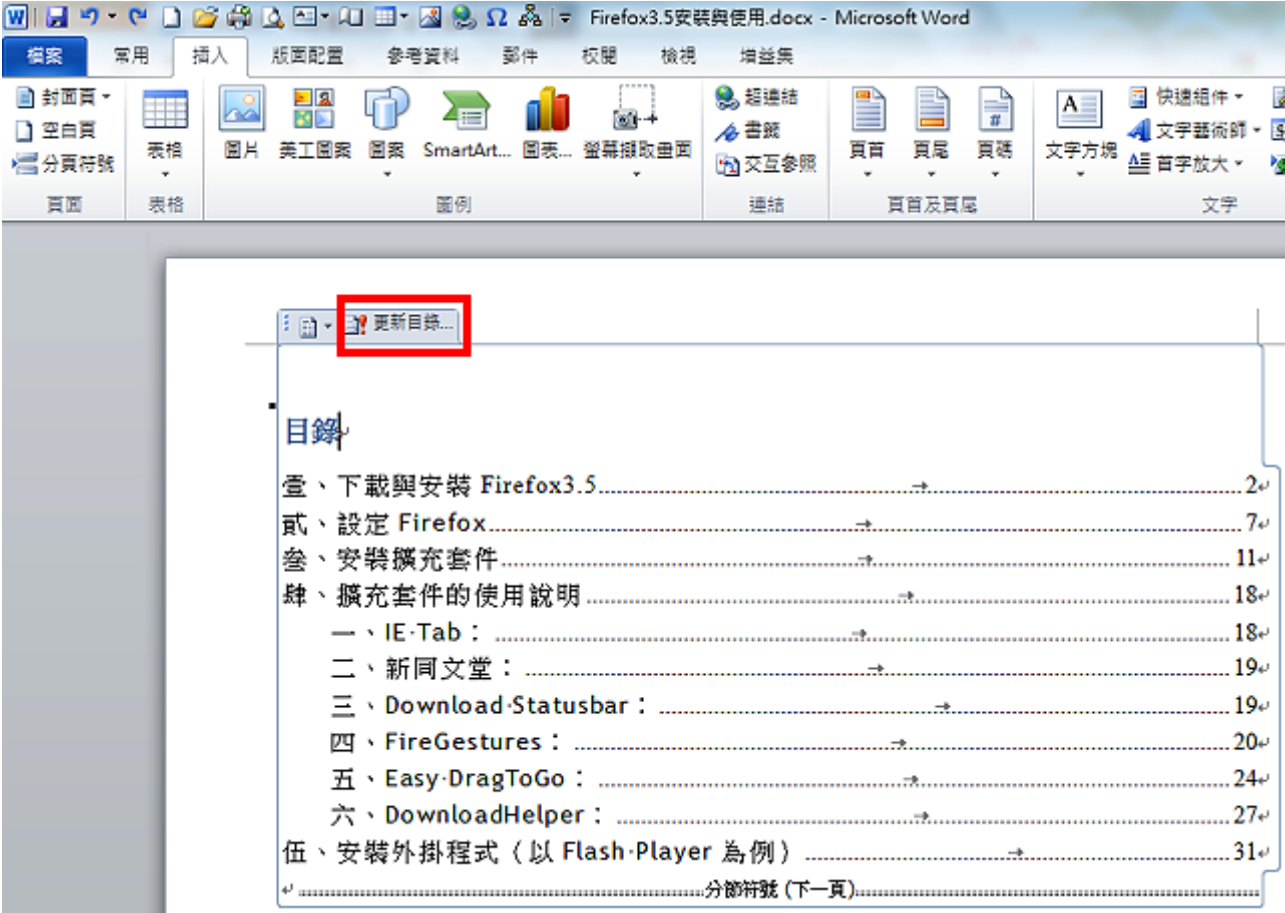 Firefox3.5安裝與使用.docx - Microsoft Word
檔案 常用 插入 版面配置 參考資料 郵件 校閱 檢視 增益集
封面頁
空白頁
分頁符號
頁面
表格
表格
圖片 美工圖案 圖案 SmartArt... 圖表... 螢幕擷取畫面
圖例
超連結
書籤
交互參照
連結
頁首 頁尾 頁碼
頁首及頁尾
文字方塊
快速組件
文字藝術師
首字放大
文字
更新目錄...
目錄
壹、下載與安裝 Firefox3.5 2
貳、設定 Firefox 7
叁、安裝擴充套件 11
肆、擴充套件的使用說明 18
一、IE·Tab： 18
二、新同文堂： 19
三、Download·Statusbar： 19
四、FireGestures： 20
五、Easy·DragToGo： 24
六、DownloadHelper： 27
伍、安裝外掛程式（以 Flash·Player 為例） 31
分節符號 (下一頁)